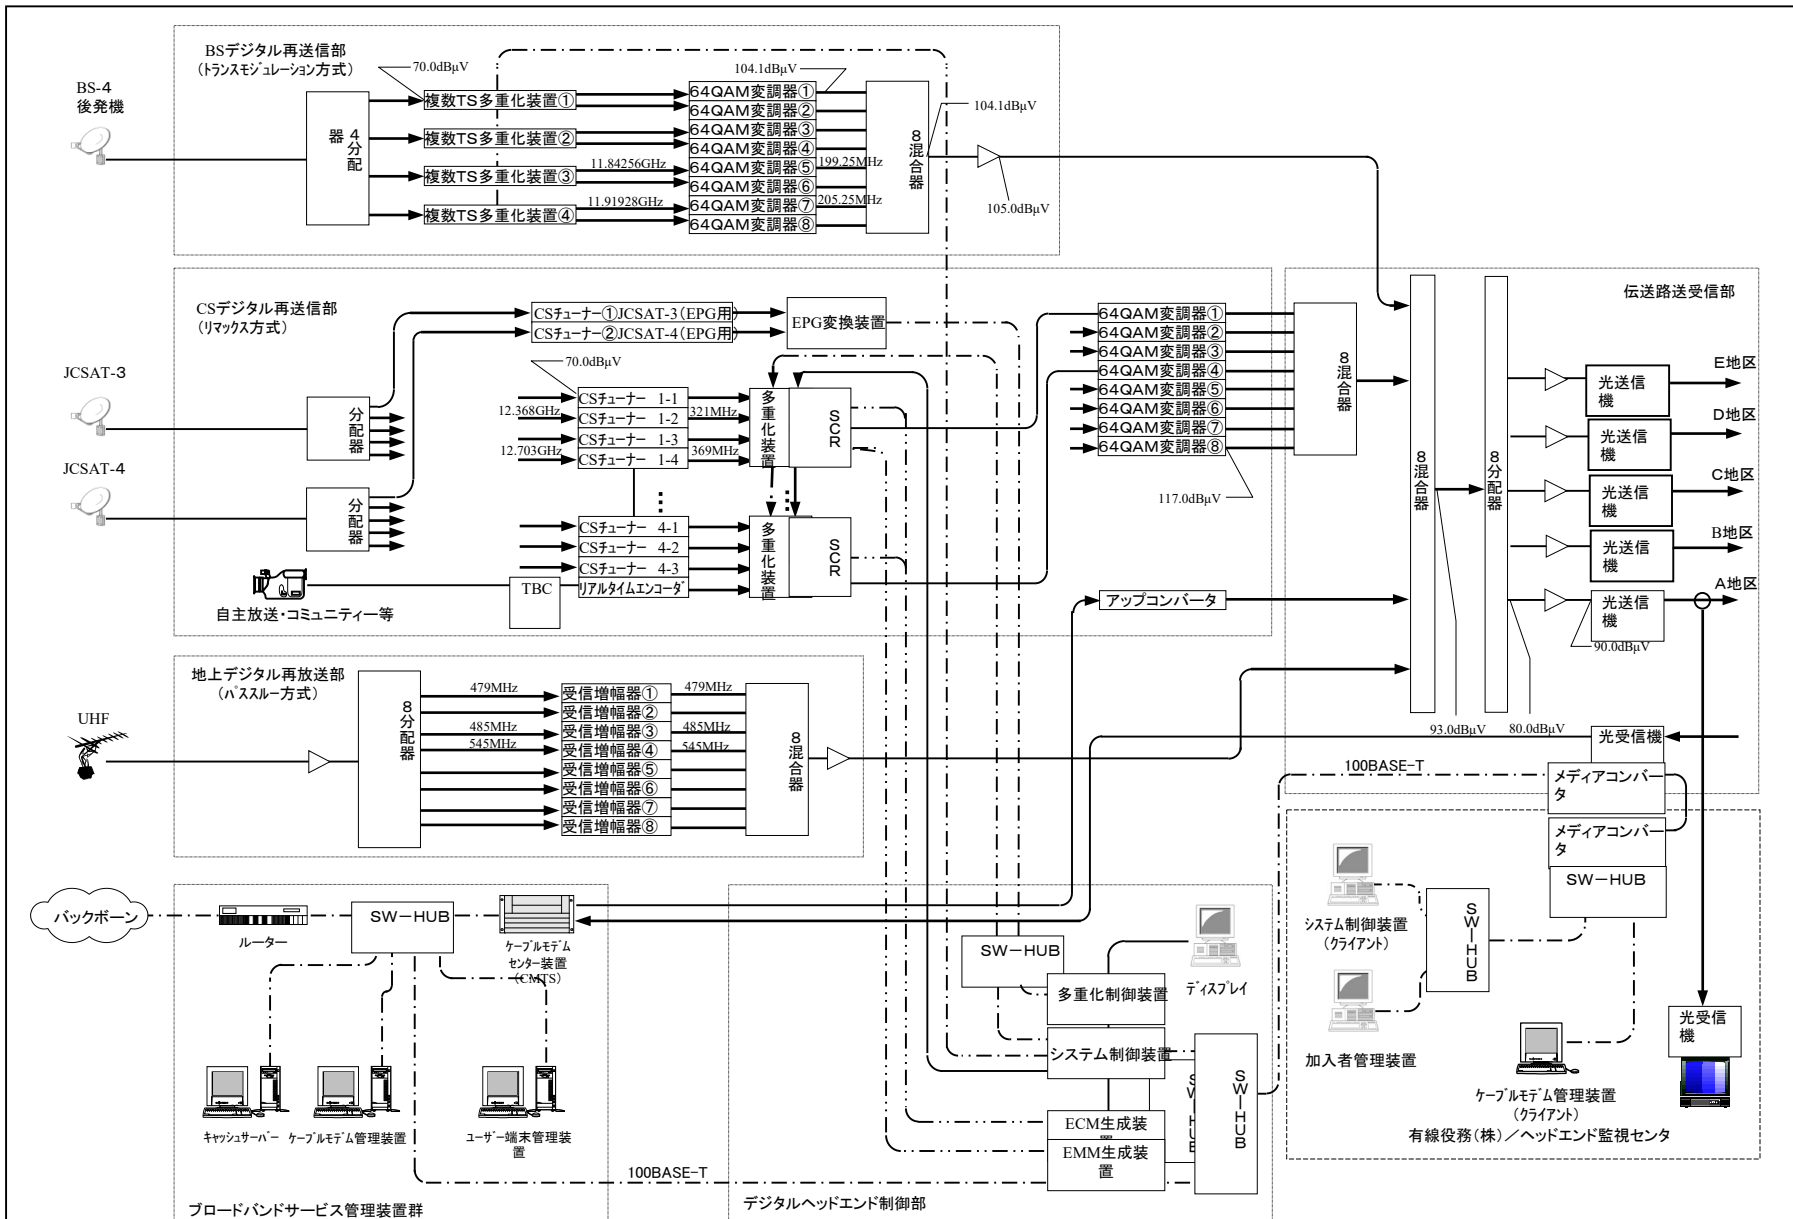 BSデジタル再送信部
(トランスモジュレーション方式)
BS-4
後発機
4分配器
70.0dBµV
複数TS多重化装置①
複数TS多重化装置②
複数TS多重化装置③
複数TS多重化装置④
11.84256GHz
11.91928GHz
104.1dBµV
64QAM変調器①
64QAM変調器②
64QAM変調器③
64QAM変調器④
64QAM変調器⑤
64QAM変調器⑥
64QAM変調器⑦
64QAM変調器⑧
199.25MHz
205.25MHz
8混合器
104.1dBµV
105.0dBµV
CSデジタル再送信部
(リマックス方式)
JCSAT-3
JCSAT-4
分配器
分配器
CSチューナー①JCSAT-3(EPG用)
CSチューナー②JCSAT-4(EPG用)
EPG変換装置
70.0dBµV
12.368GHz
12.703GHz
CSチューナー 1-1
CSチューナー 1-2
CSチューナー 1-3
CSチューナー 1-4
321MHz
369MHz
多重化装置
SCR
CSチューナー 4-1
CSチューナー 4-2
CSチューナー 4-3
リアルタイムエンコーダ
多重化装置
SCR
TBC
自主放送・コミュニティー等
64QAM変調器①
64QAM変調器②
64QAM変調器③
64QAM変調器④
64QAM変調器⑤
64QAM変調器⑥
64QAM変調器⑦
64QAM変調器⑧
117.0dBµV
8混合器
アップコンバータ
伝送路送受信部
8混合器
8分配器
光送信機
光送信機
光送信機
光送信機
光送信機
E地区
D地区
C地区
B地区
A地区
90.0dBµV
93.0dBµV
80.0dBµV
光受信機
100BASE-T
メディアコンバータ
地上デジタル再放送部
(パススルー方式)
UHF
8分配器
479MHz
485MHz
545MHz
受信増幅器①
受信増幅器②
受信増幅器③
受信増幅器④
受信増幅器⑤
受信増幅器⑥
受信増幅器⑦
受信増幅器⑧
479MHz
485MHz
545MHz
8混合器
メディアコンバータ
SW-HUB
SW-HUB
システム制御装置
(クライアント)
加入者管理装置
ケーブルモデム管理装置
(クライアント)
光受信機
有線役務(株)/ヘッドエンド監視センタ
バックボーン
ルーター
SW-HUB
ケーブルモデム
センター装置
(CMTS)
キャッシュサーバー
ケーブルモデム管理装置
ユーザー端末管理装置
100BASE-T
ブロードバンドサービス管理装置群
SW-HUB
ディスプレイ
多重化制御装置
システム制御装置
ECM生成装
EMM生成装置
SW-HUB
SW-HUB
デジタルヘッドエンド制御部